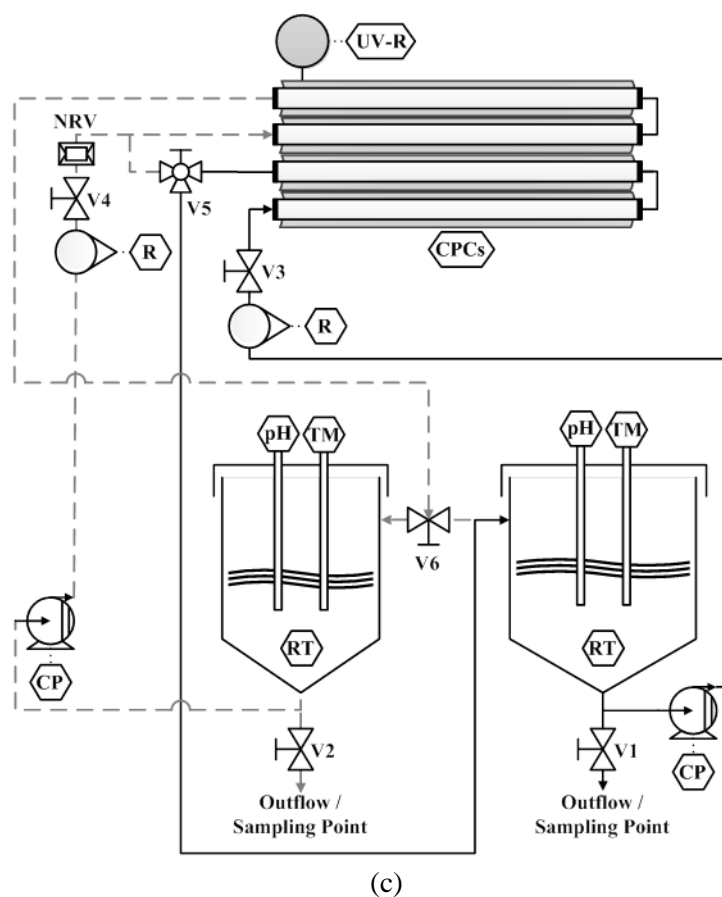 UV-R
NRV
V4
V5
R
CPCs
V3
R
pH
TM
pH
TM
V6
RT
RT
CP
V2
V1
CP
Outflow /
Sampling Point
Outflow /
Sampling Point
(c)